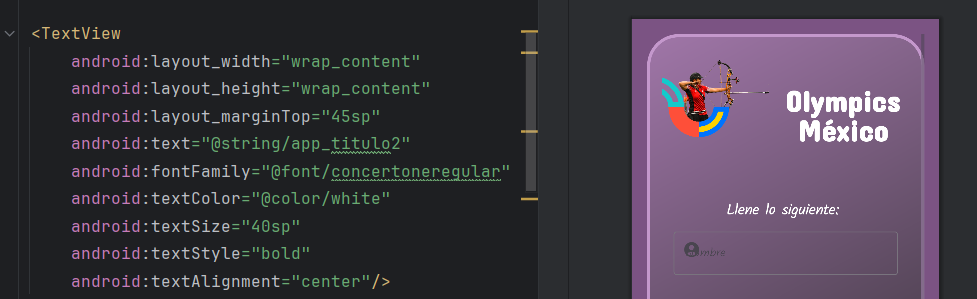 <TextView
android:layout_width="wrap_content"
android:layout_height="wrap_content"
android:layout_marginTop="45sp"
android:text="@string/app_titulo2"
android:fontFamily="@font/concertoneregular"
android:textColor="@color/white"
android:textSize="40sp"
android:textStyle="bold"
android:textAlignment="center"/>
Olympics
México
Llene lo siguiente: